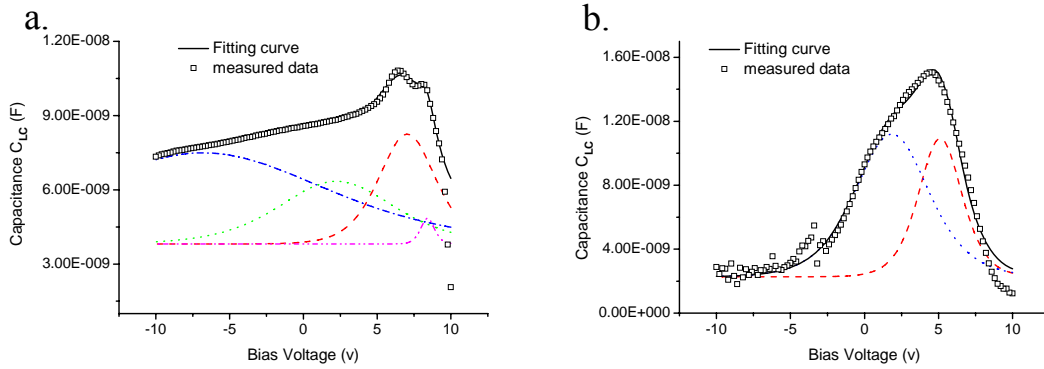 a.
1.20E-008
9.00E-009
6.00E-009
3.00E-009
Capacitance C_LC (F)
Fitting curve
measured data
-10
-5
0
5
10
Bias Voltage (v)
b.
1.60E-008
1.20E-008
8.00E-009
4.00E-009
0.00E+000
Capacitance C_LC (F)
Fitting curve
measured data
-10
-5
0
5
10
Bias Voltage (v)